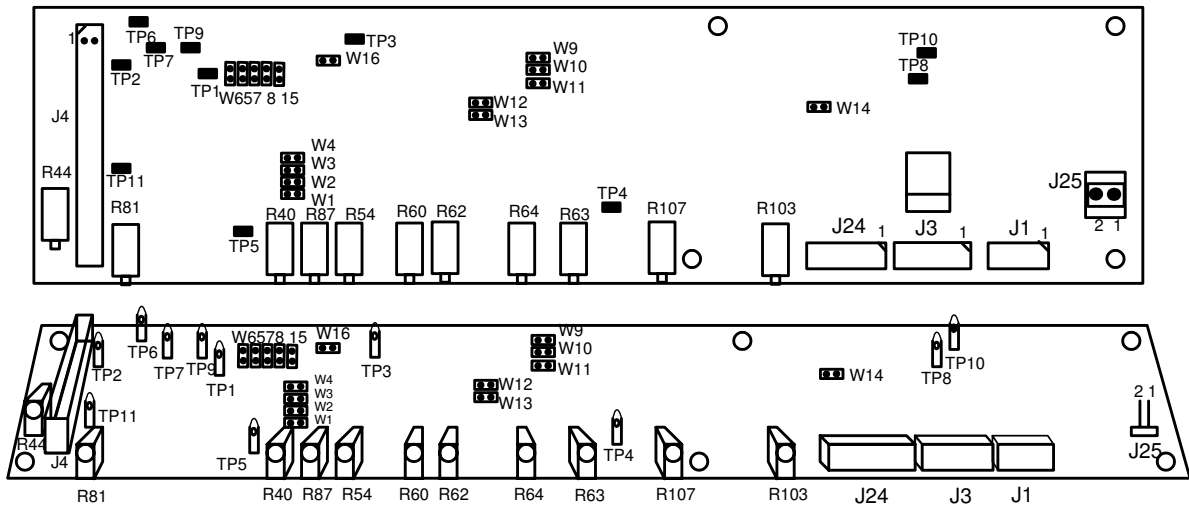 TP6
TP9
TP3
TP10
1
TP7
W16
W9
W10
W11
TP2
TP1
TP8
W657 8 15
W12
W13
W14
J4
W4
W3
W2
W1
R44
TP11
J25
R81
R40
R87
R54
R60
R62
R64
R63
TP4
R107
R103
J24
1
J3
1
J1
1
2 1
TP5
W6578 15
W16
W9
W10
W11
TP6
TP7
TP9
TP1
TP2
TP3
TP8
TP10
W14
W4
W3
W2
W1
W12
W13
2 1
TP11
R44
J4
TP5
TP4
J25
R81
R40
R87
R54
R60
R62
R64
R63
R107
R103
J24
J3
J1